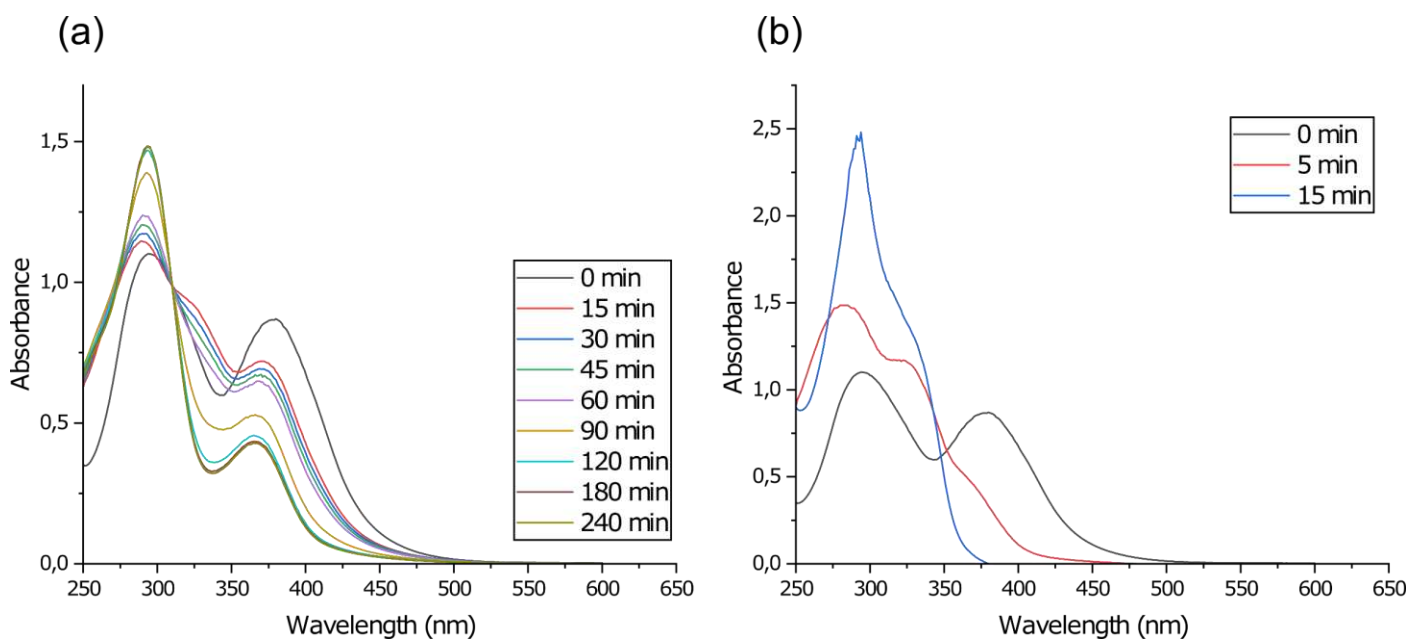 (a)
1,5
1,0
0,5
0,0
Absorbance
250 300 350 400 450 500 550 600 650
Wavelength (nm)
0 min
15 min
30 min
45 min
60 min
90 min
120 min
180 min
240 min
(b)
2,5
2,0
1,5
1,0
0,5
0,0
Absorbance
250 300 350 400 450 500 550 600 650
Wavelength (nm)
0 min
5 min
15 min